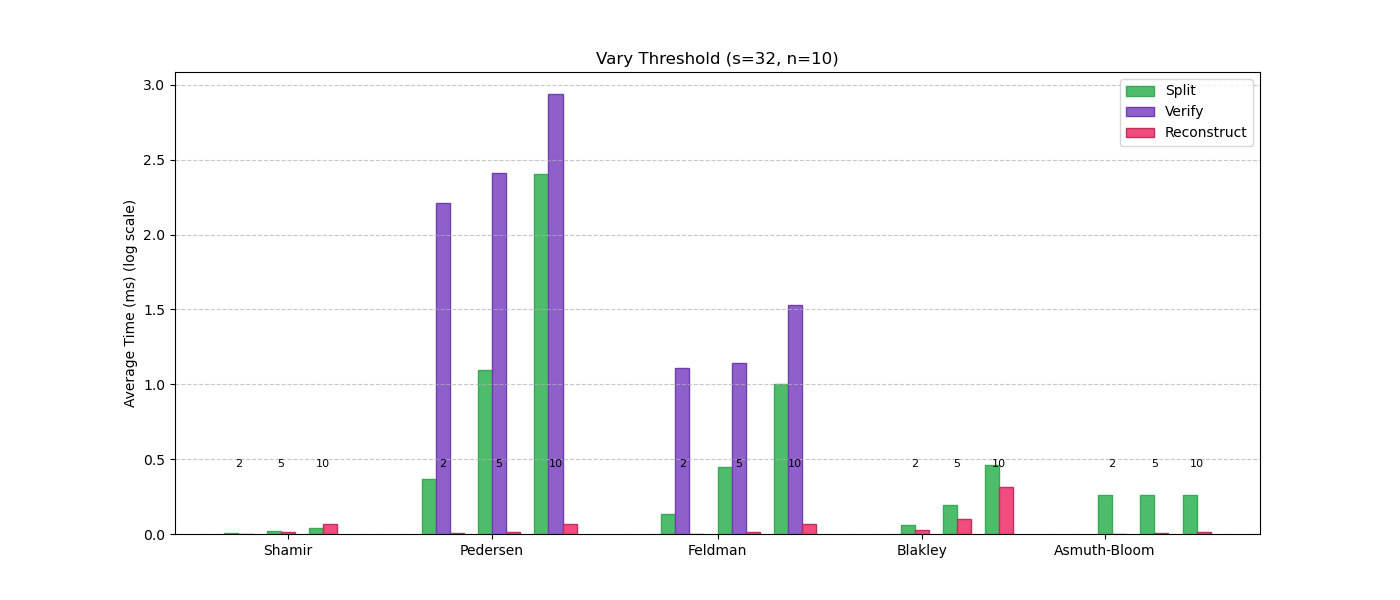 Vary Threshold (s=32, n=10)
Average Time (ms) (log scale)
3.0
2.5
2.0
1.5
1.0
0.5
0.0
Split
Verify
Reconstruct
2 5 10 2 5 10 2 5 10 2 5 10 2 5 10
Shamir Pedersen Feldman Blakley Asmuth-Bloom